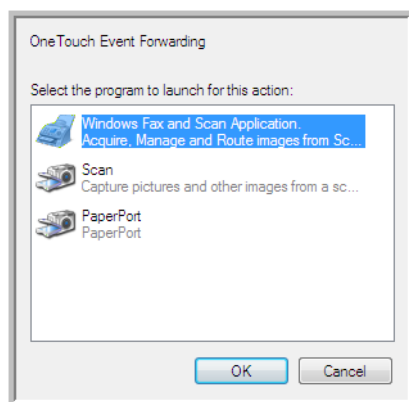 OneTouch Event Forwarding
Select the program to launch for this action:
Windows Fax and Scan Application.
Acquire, Manage and Route images from Sc...
Scan
Capture pictures and other images from a sc...
PaperPort
PaperPort
OK Cancel